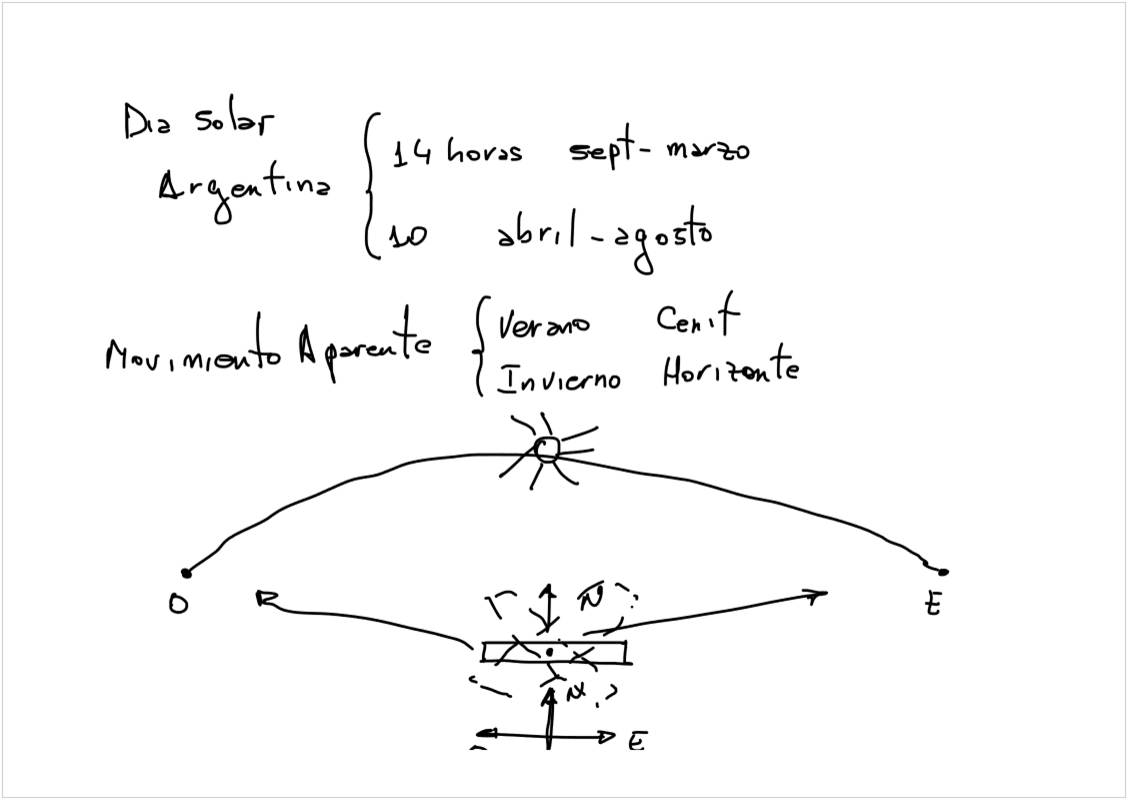 Dia solar
Argentina
14 horas sept - marzo
10 abril - agosto
Movimiento Aparente
Verano Cenit
Invierno Horizonte
O
N
E
N
E